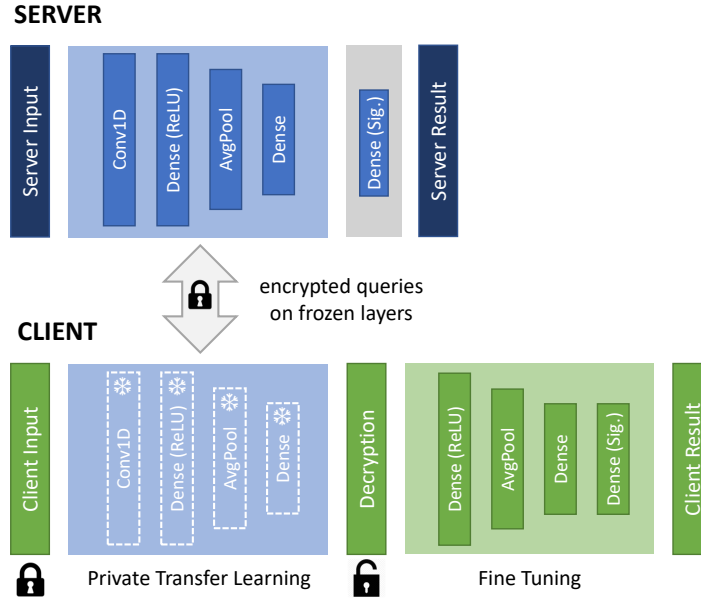 SERVER
Server Input
Conv1D
Dense (ReLU)
AvgPool
Dense
Dense (Sig.)
Server Result
encrypted queries
on frozen layers
CLIENT
Client Input
Conv1D
Dense (ReLU)
AvgPool
Dense
Decryption
Dense (ReLU)
AvgPool
Dense
Dense (Sig.)
Client Result
Private Transfer Learning
Fine Tuning